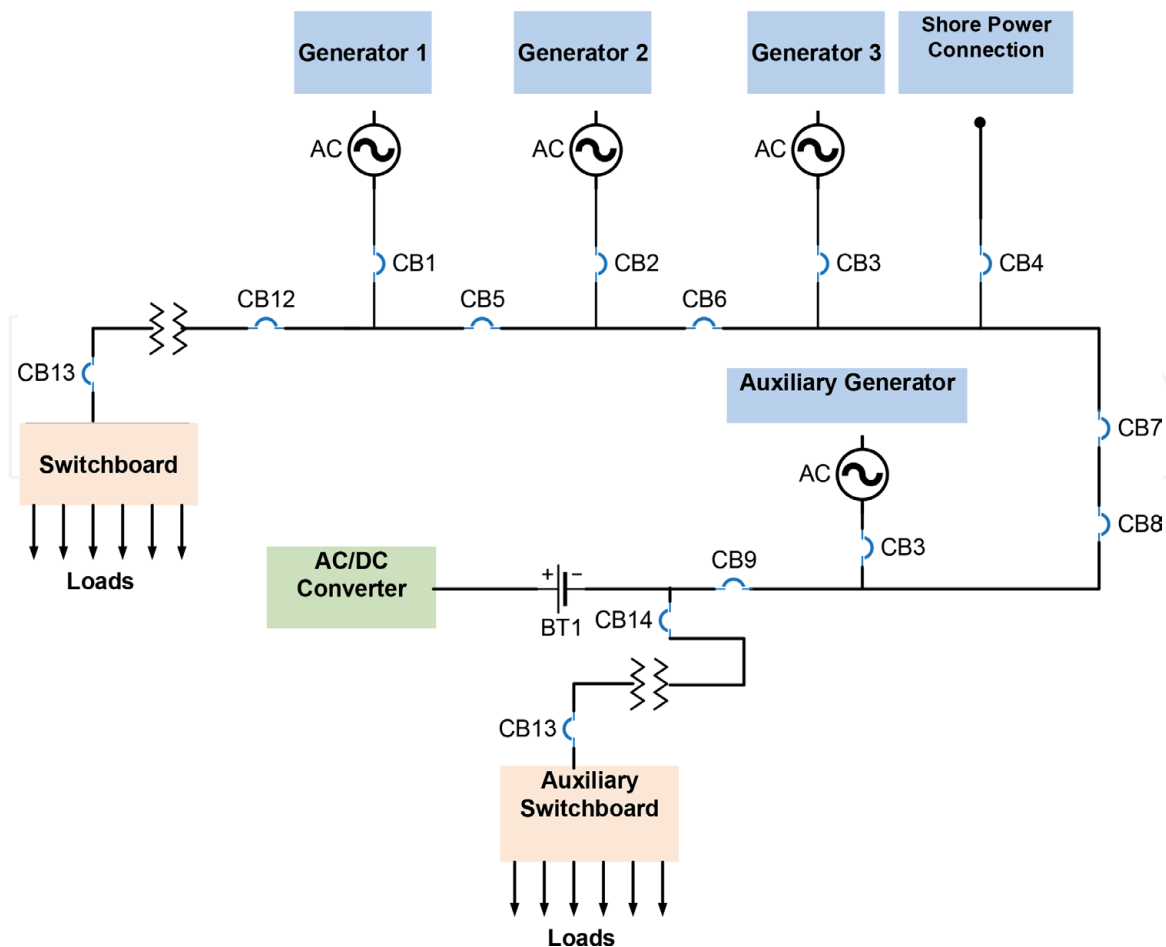 Generator 1
Generator 2
Generator 3
Shore Power
Connection
AC
AC
AC
CB1
CB2
CB3
CB4
CB12
CB5
CB6
CB13
Auxiliary Generator
CB7
Switchboard
AC
CB8
Loads
AC/DC
Converter
CB9
CB3
BT1
CB14
CB13
Auxiliary
Switchboard
Loads